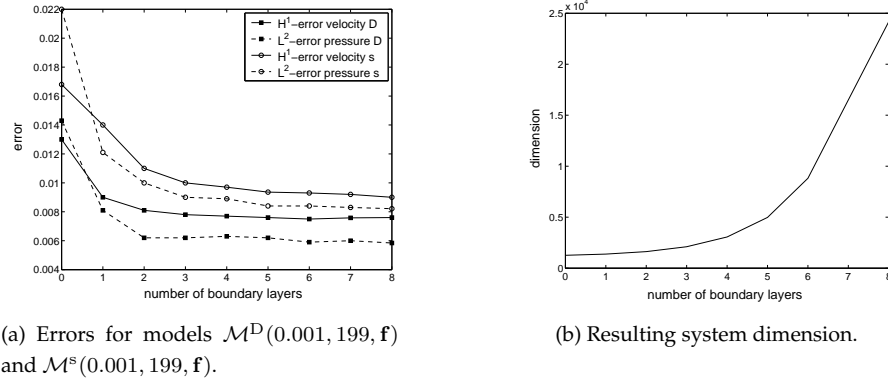 0.022
0.02
0.018
0.016
0.014
0.012
0.01
0.008
0.006
0.004
error
0 1 2 3 4 5 6 7 8
number of boundary layers
H¹−error velocity D
L²−error pressure D
H¹−error velocity s
L²−error pressure s
(a) Errors for models 𝓜ᴰ(0.001, 199, 𝐟)
and 𝓜ˢ(0.001, 199, 𝐟).
x 10⁴
2.5
2
1.5
1
0.5
0
dimension
0 1 2 3 4 5 6 7 8
number of boundary layers
(b) Resulting system dimension.